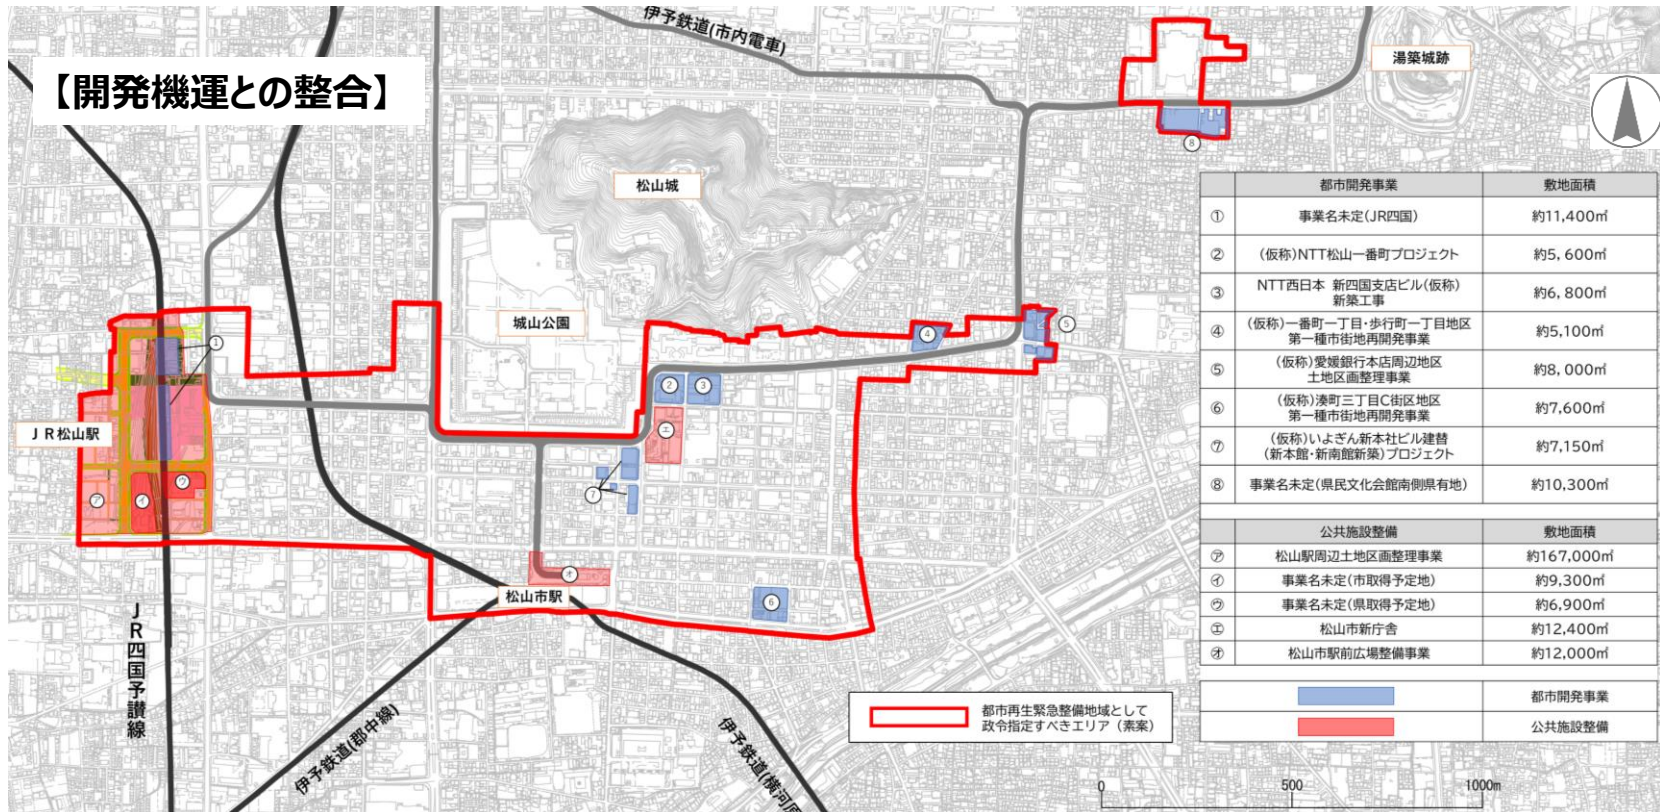 【開発機運との整合】
伊予鉄道(市内電車)
湯築城跡
松山城
城山公園
JR松山駅
松山市駅
JR四国予讃線
伊予鉄道(郡中線)
伊予鉄道(横河原
①
②
③
④
⑤
⑥
⑦
⑧
㋐
㋑
㋒
㋓
㋔
都市開発事業 敷地面積
① 事業名未定(JR四国) 約11,400㎡
② (仮称)NTT松山一番町プロジェクト 約5,600㎡
③ NTT西日本 新四国支店ビル(仮称)
新築工事 約6,800㎡
④ (仮称)一番町一丁目・歩行町一丁目地区
第一種市街地再開発事業 約5,100㎡
⑤ (仮称)愛媛銀行本店周辺地区
土地区画整理事業 約8,000㎡
⑥ (仮称)湊町三丁目C街区地区
第一種市街地再開発事業 約7,600㎡
⑦ (仮称)いよぎん新本社ビル建替
(新本館・新南館新築)プロジェクト 約7,150㎡
⑧ 事業名未定(県民文化会館南側県有地) 約10,300㎡
公共施設整備 敷地面積
㋐ 松山駅周辺土地区画整理事業 約167,000㎡
㋑ 事業名未定(市取得予定地) 約9,300㎡
㋒ 事業名未定(県取得予定地) 約6,900㎡
㋓ 松山市新庁舎 約12,400㎡
㋔ 松山市駅前広場整備事業 約12,000㎡
都市開発事業
公共施設整備
都市再生緊急整備地域として
政令指定すべきエリア（素案）
0 500 1000m